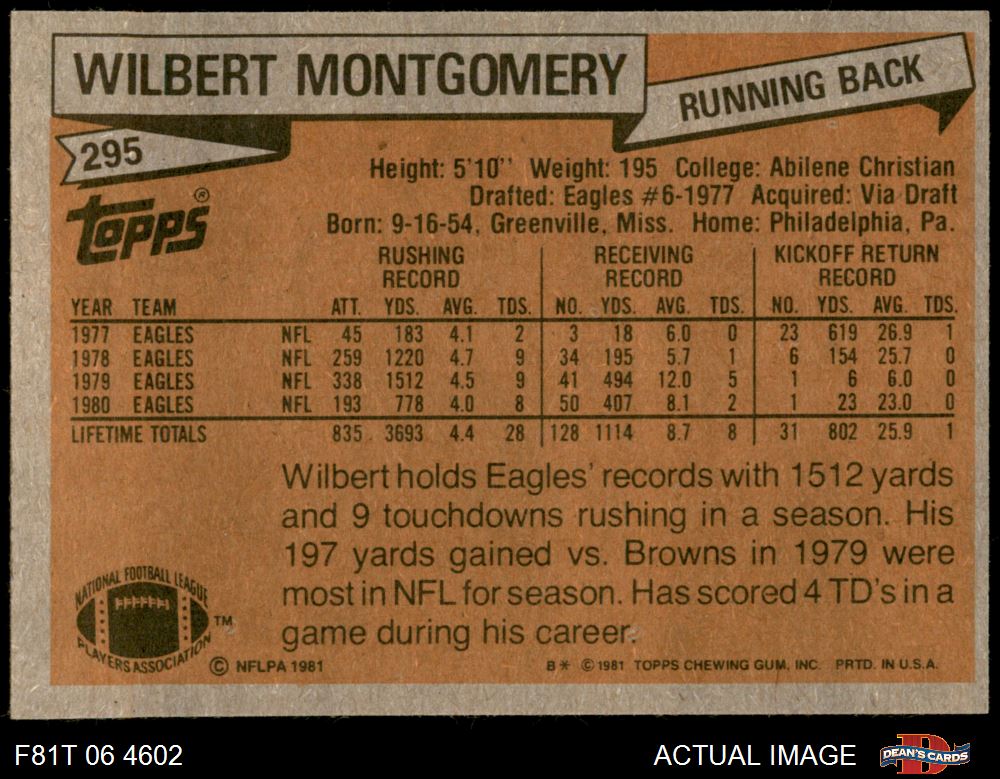 WILBERT MONTGOMERY
RUNNING BACK
295
Height: 5'10'' Weight: 195 College: Abilene Christian
Drafted: Eagles #6-1977 Acquired: Via Draft
Born: 9-16-54, Greenville, Miss. Home: Philadelphia, Pa.
Topps®
RUSHING RECORD RECEIVING RECORD KICKOFF RETURN RECORD
YEAR TEAM ATT. YDS. AVG. TDS. NO. YDS. AVG. TDS. NO. YDS. AVG. TDS.
1977 EAGLES NFL 45 183 4.1 2 3 18 6.0 0 23 619 26.9 1
1978 EAGLES NFL 259 1220 4.7 9 34 195 5.7 1 6 154 25.7 0
1979 EAGLES NFL 338 1512 4.5 9 41 494 12.0 5 1 6 6.0 0
1980 EAGLES NFL 193 778 4.0 8 50 407 8.1 2 1 23 23.0 0
LIFETIME TOTALS 835 3693 4.4 28 128 1114 8.7 8 31 802 25.9 1
Wilbert holds Eagles' records with 1512 yards
and 9 touchdowns rushing in a season. His
197 yards gained vs. Browns in 1979 were
most in NFL for season. Has scored 4 TD's in a
game during his career.
NATIONAL FOOTBALL LEAGUE
PLAYERS ASSOCIATION
TM
© NFLPA 1981
B* © 1981 TOPPS CHEWING GUM, INC. PRTD. IN U.S.A.
F81T 06 4602
ACTUAL IMAGE
DEAN'S CARDS